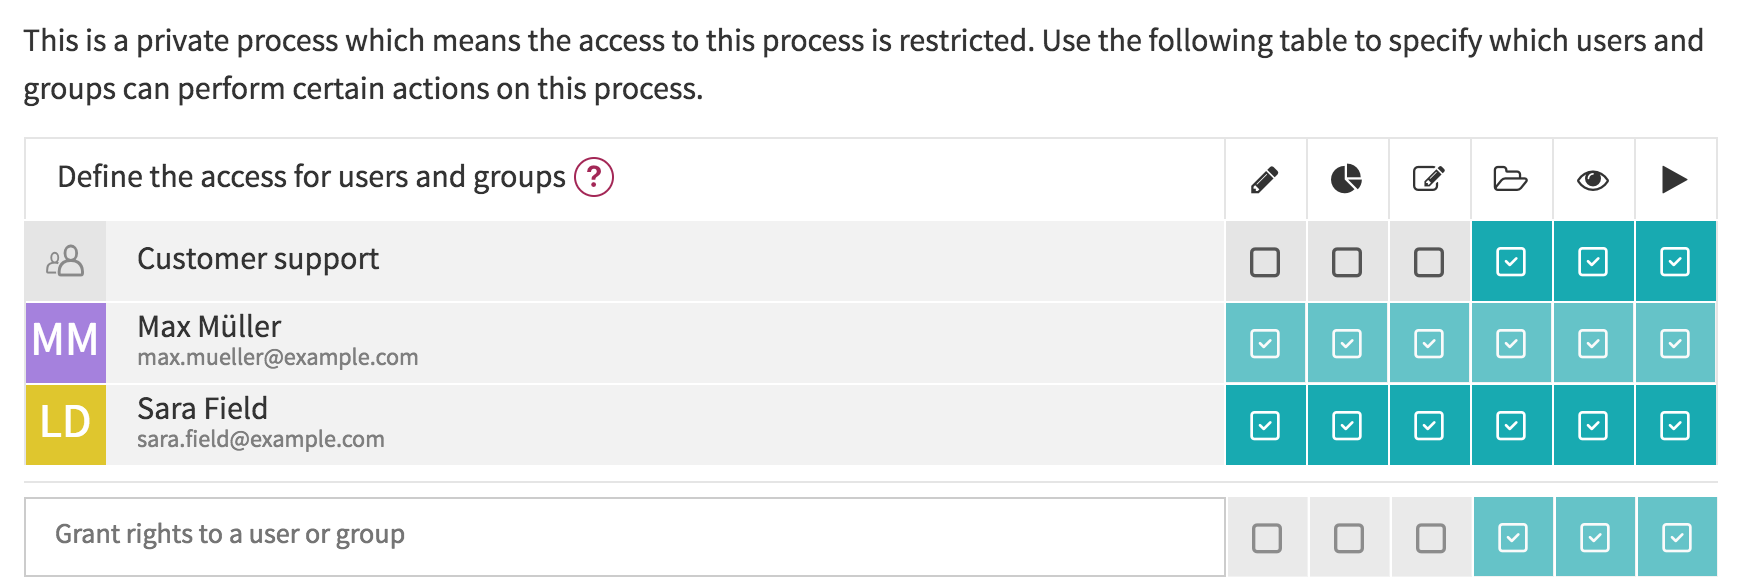 This is a private process which means the access to this process is restricted. Use the following table to specify which users and
groups can perform certain actions on this process.
Define the access for users and groups ?
Customer support
MM Max Müller
max.mueller@example.com
LD Sara Field
sara.field@example.com
Grant rights to a user or group